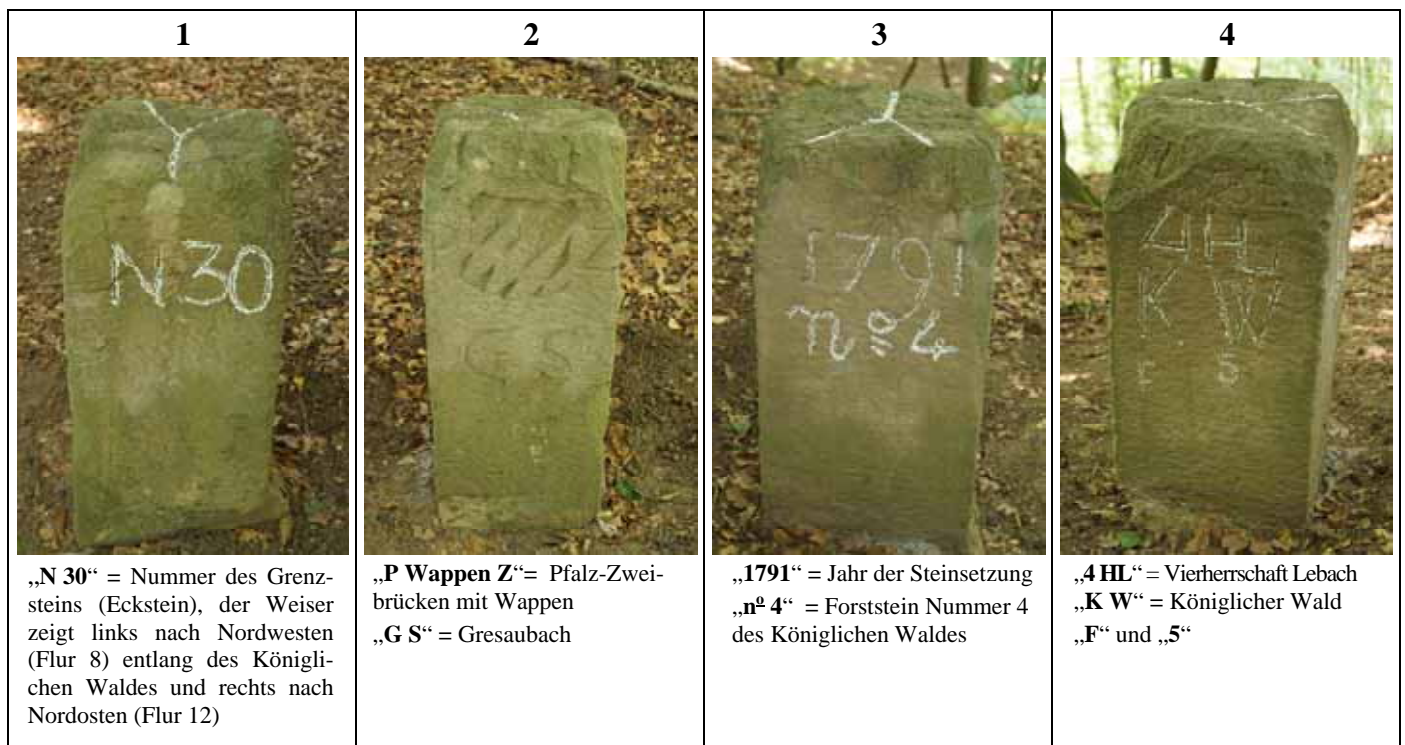 1
2
3
4
N 30
G S
1791
nº 4
4 HL
K W
F 5
„N 30“ = Nummer des Grenz-
steins (Eckstein), der Weiser
zeigt links nach Nordwesten
(Flur 8) entlang des Königli-
chen Waldes und rechts nach
Nordosten (Flur 12)
„P Wappen Z“= Pfalz-Zwei-
brücken mit Wappen
„G S“ = Gresaubach
„1791“ = Jahr der Steinsetzung
„nº 4“ = Forststein Nummer 4
des Königlichen Waldes
„4 HL“ = Vierherrschaft Lebach
„K W“ = Königlicher Wald
„F“ und „5“